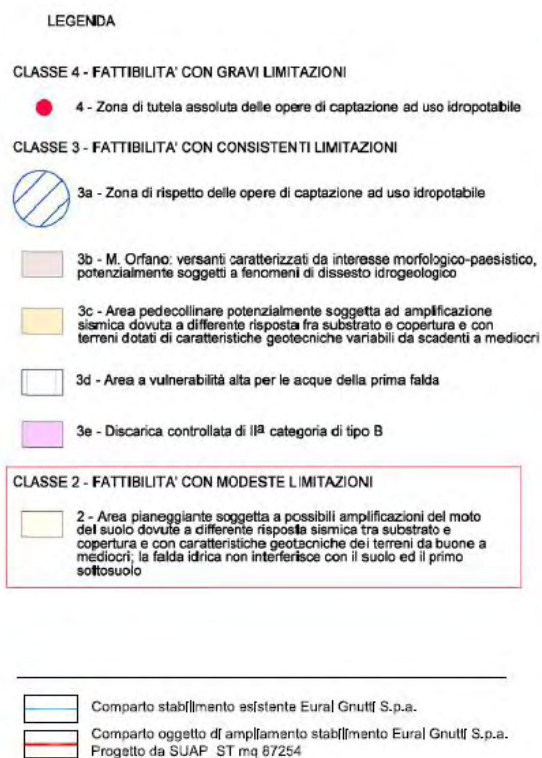 LEGENDA
CLASSE 4 - FATTIBILITA' CON GRAVI LIMITAZIONI
4 - Zona di tutela assoluta delle opere di captazione ad uso idropotabile
CLASSE 3 - FATTIBILITA' CON CONSISTENTI LIMITAZIONI
3a - Zona di rispetto delle opere di captazione ad uso idropotabile
3b - M. Orfano: versanti caratterizzati da interesse morfologico-paesistico,
potenzialmente soggetti a fenomeni di dissesto idrogeologico
3c - Area pedecollinare potenzialmente soggetta ad amplificazione
sismica dovuta a differente risposta fra substrato e copertura e con
terreni dotati di caratteristiche geotecniche variabili da scadenti a mediocri
3d - Area a vulnerabilità alta per le acque della prima falda
3e - Discarica controllata di IIª categoria di tipo B
CLASSE 2 - FATTIBILITA' CON MODESTE LIMITAZIONI
2 - Area pianeggiante soggetta a possibili amplificazioni del moto
del suolo dovute a differente risposta sismica tra substrato e
copertura e con caratteristiche geotecniche dei terreni da buone a
mediocri; la falda idrica non interferisce con il suolo ed il primo
sottosuolo
Comparto stabilimento esistente Eural Gnutti S.p.a.
Comparto oggetto di ampliamento stabilimento Eural Gnutti S.p.a.
Progetto da SUAP ST mq 87254